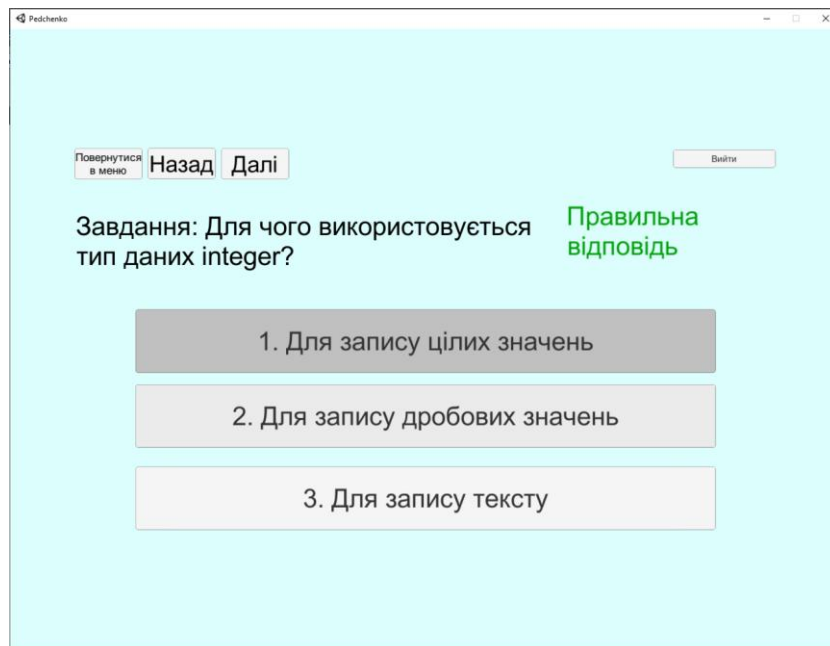 Pedchenko
Повернутися
в меню
Назад
Далі
Вийти
Завдання: Для чого використовується
тип даних integer?
Правильна
відповідь
1. Для запису цілих значень
2. Для запису дробових значень
3. Для запису тексту